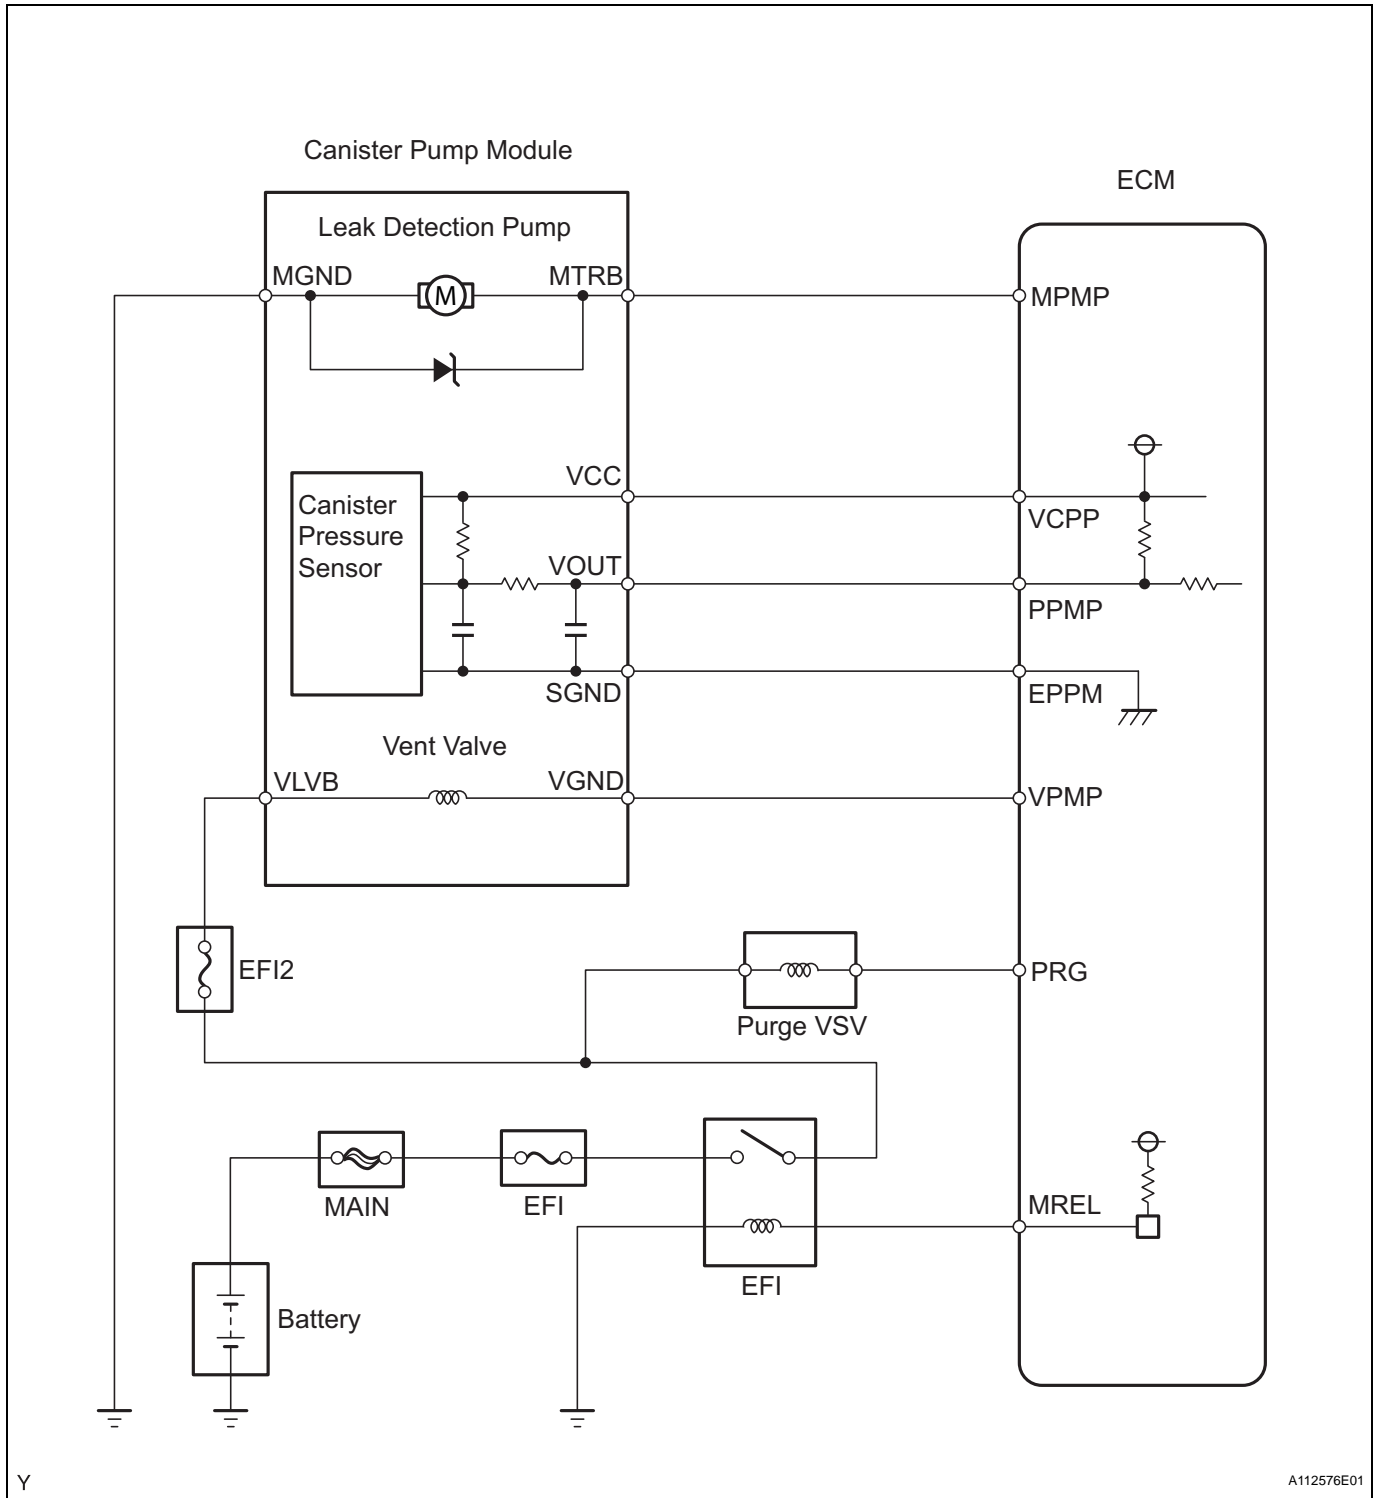 Canister Pump Module
ECM
Leak Detection Pump
MGND
M
MTRB
MPMP
VCC
VCPP
Canister
Pressure
Sensor
VOUT
PPMP
SGND
EPPM
Vent Valve
VLVB
VGND
VPMP
EFI2
PRG
Purge VSV
MAIN
EFI
MREL
EFI
Battery
Y
A112576E01